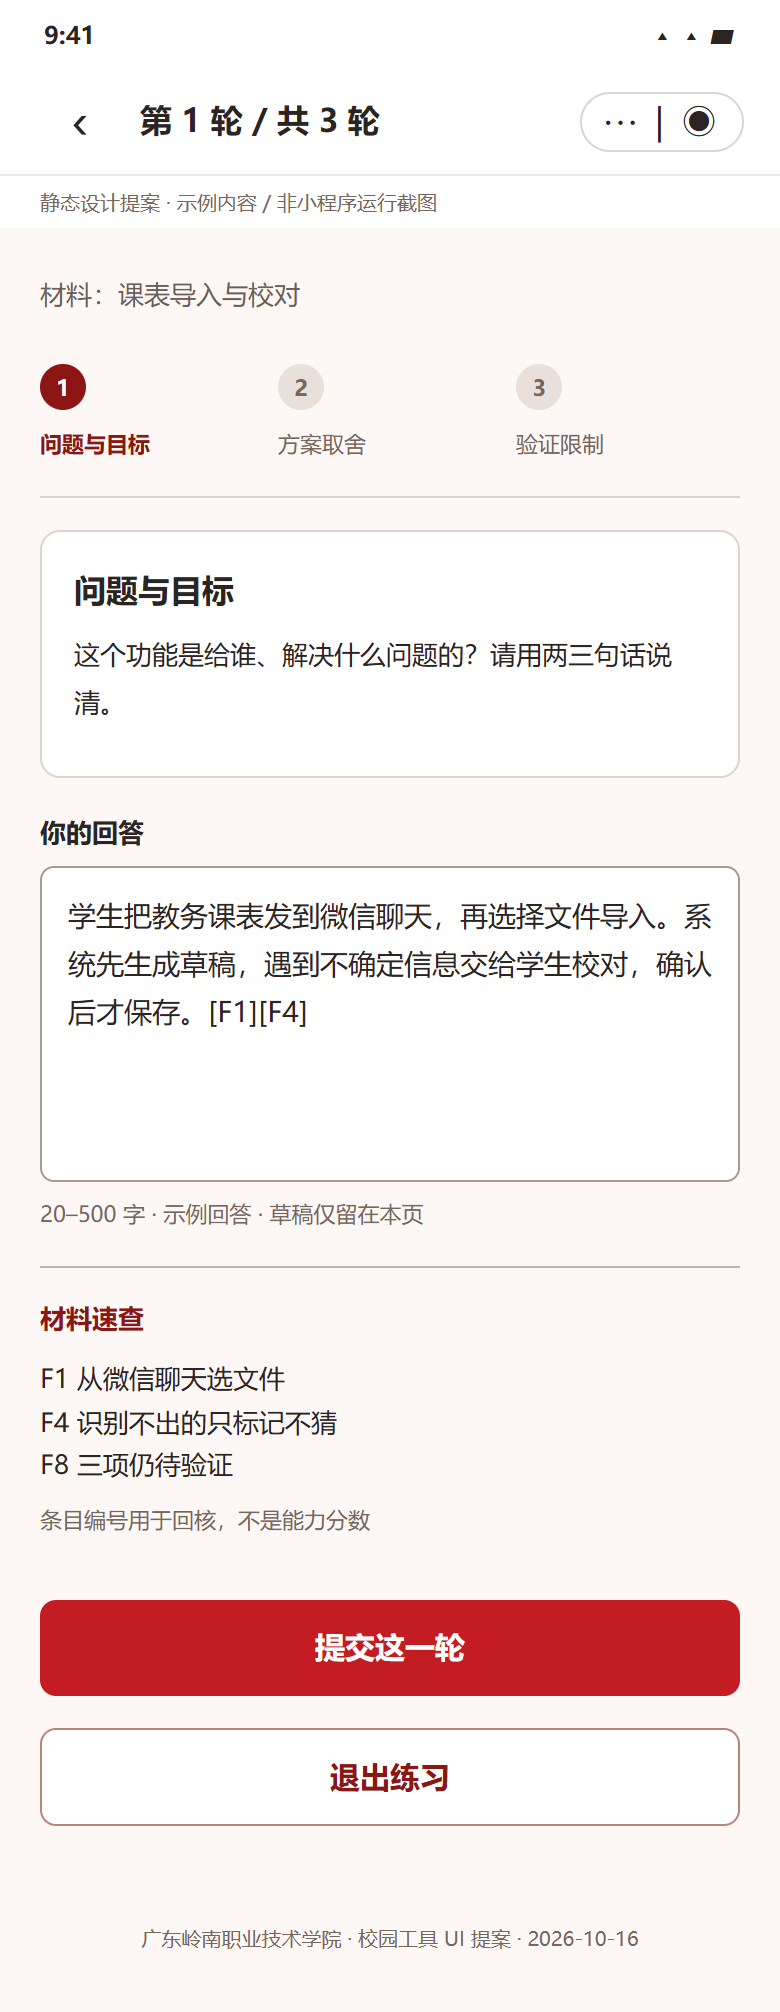 9:41
第 1 轮 / 共 3 轮
静态设计提案 · 示例内容 / 非小程序运行截图
材料：课表导入与校对
1
2
3
问题与目标
方案取舍
验证限制
问题与目标
这个功能是给谁、解决什么问题的？请用两三句话说
清。
你的回答
学生把教务课表发到微信聊天，再选择文件导入。系
统先生成草稿，遇到不确定信息交给学生校对，确认
后才保存。[F1][F4]
20–500 字 · 示例回答 · 草稿仅留在本页
材料速查
F1 从微信聊天选文件
F4 识别不出的只标记不猜
F8 三项仍待验证
条目编号用于回核，不是能力分数
提交这一轮
退出练习
广东岭南职业技术学院 · 校园工具 UI 提案 · 2026-10-16